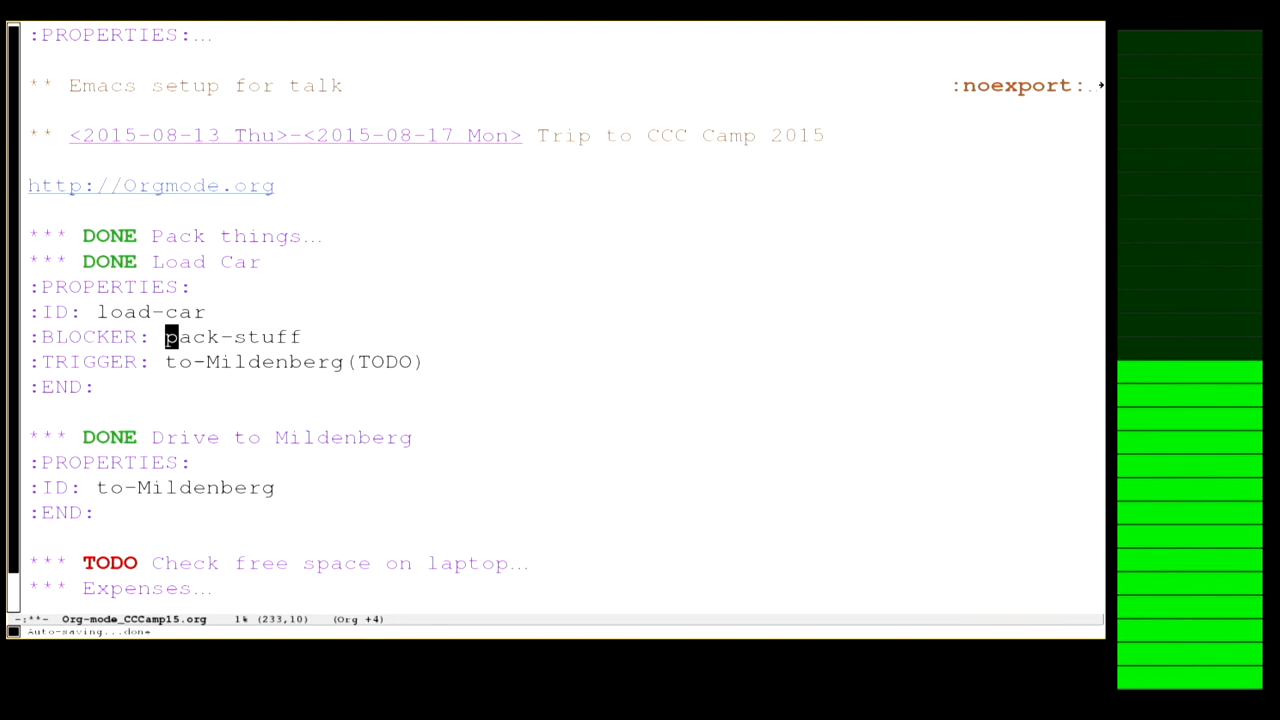 :PROPERTIES:...
** Emacs setup for talk :noexport:..
** <2015-08-13 Thu>-<2015-08-17 Mon> Trip to CCC Camp 2015
http://Orgmode.org
*** DONE Pack things...
*** DONE Load Car
:PROPERTIES:
:ID: load-car
:BLOCKER: pack-stuff
:TRIGGER: to-Mildenberg(TODO)
:END:
*** DONE Drive to Mildenberg
:PROPERTIES:
:ID: to-Mildenberg
:END:
*** TODO Check free space on laptop...
*** Expenses...
-:**- Org-mode_CCCamp15.org 1% (233,10) (Org +4)
Auto-saving...done